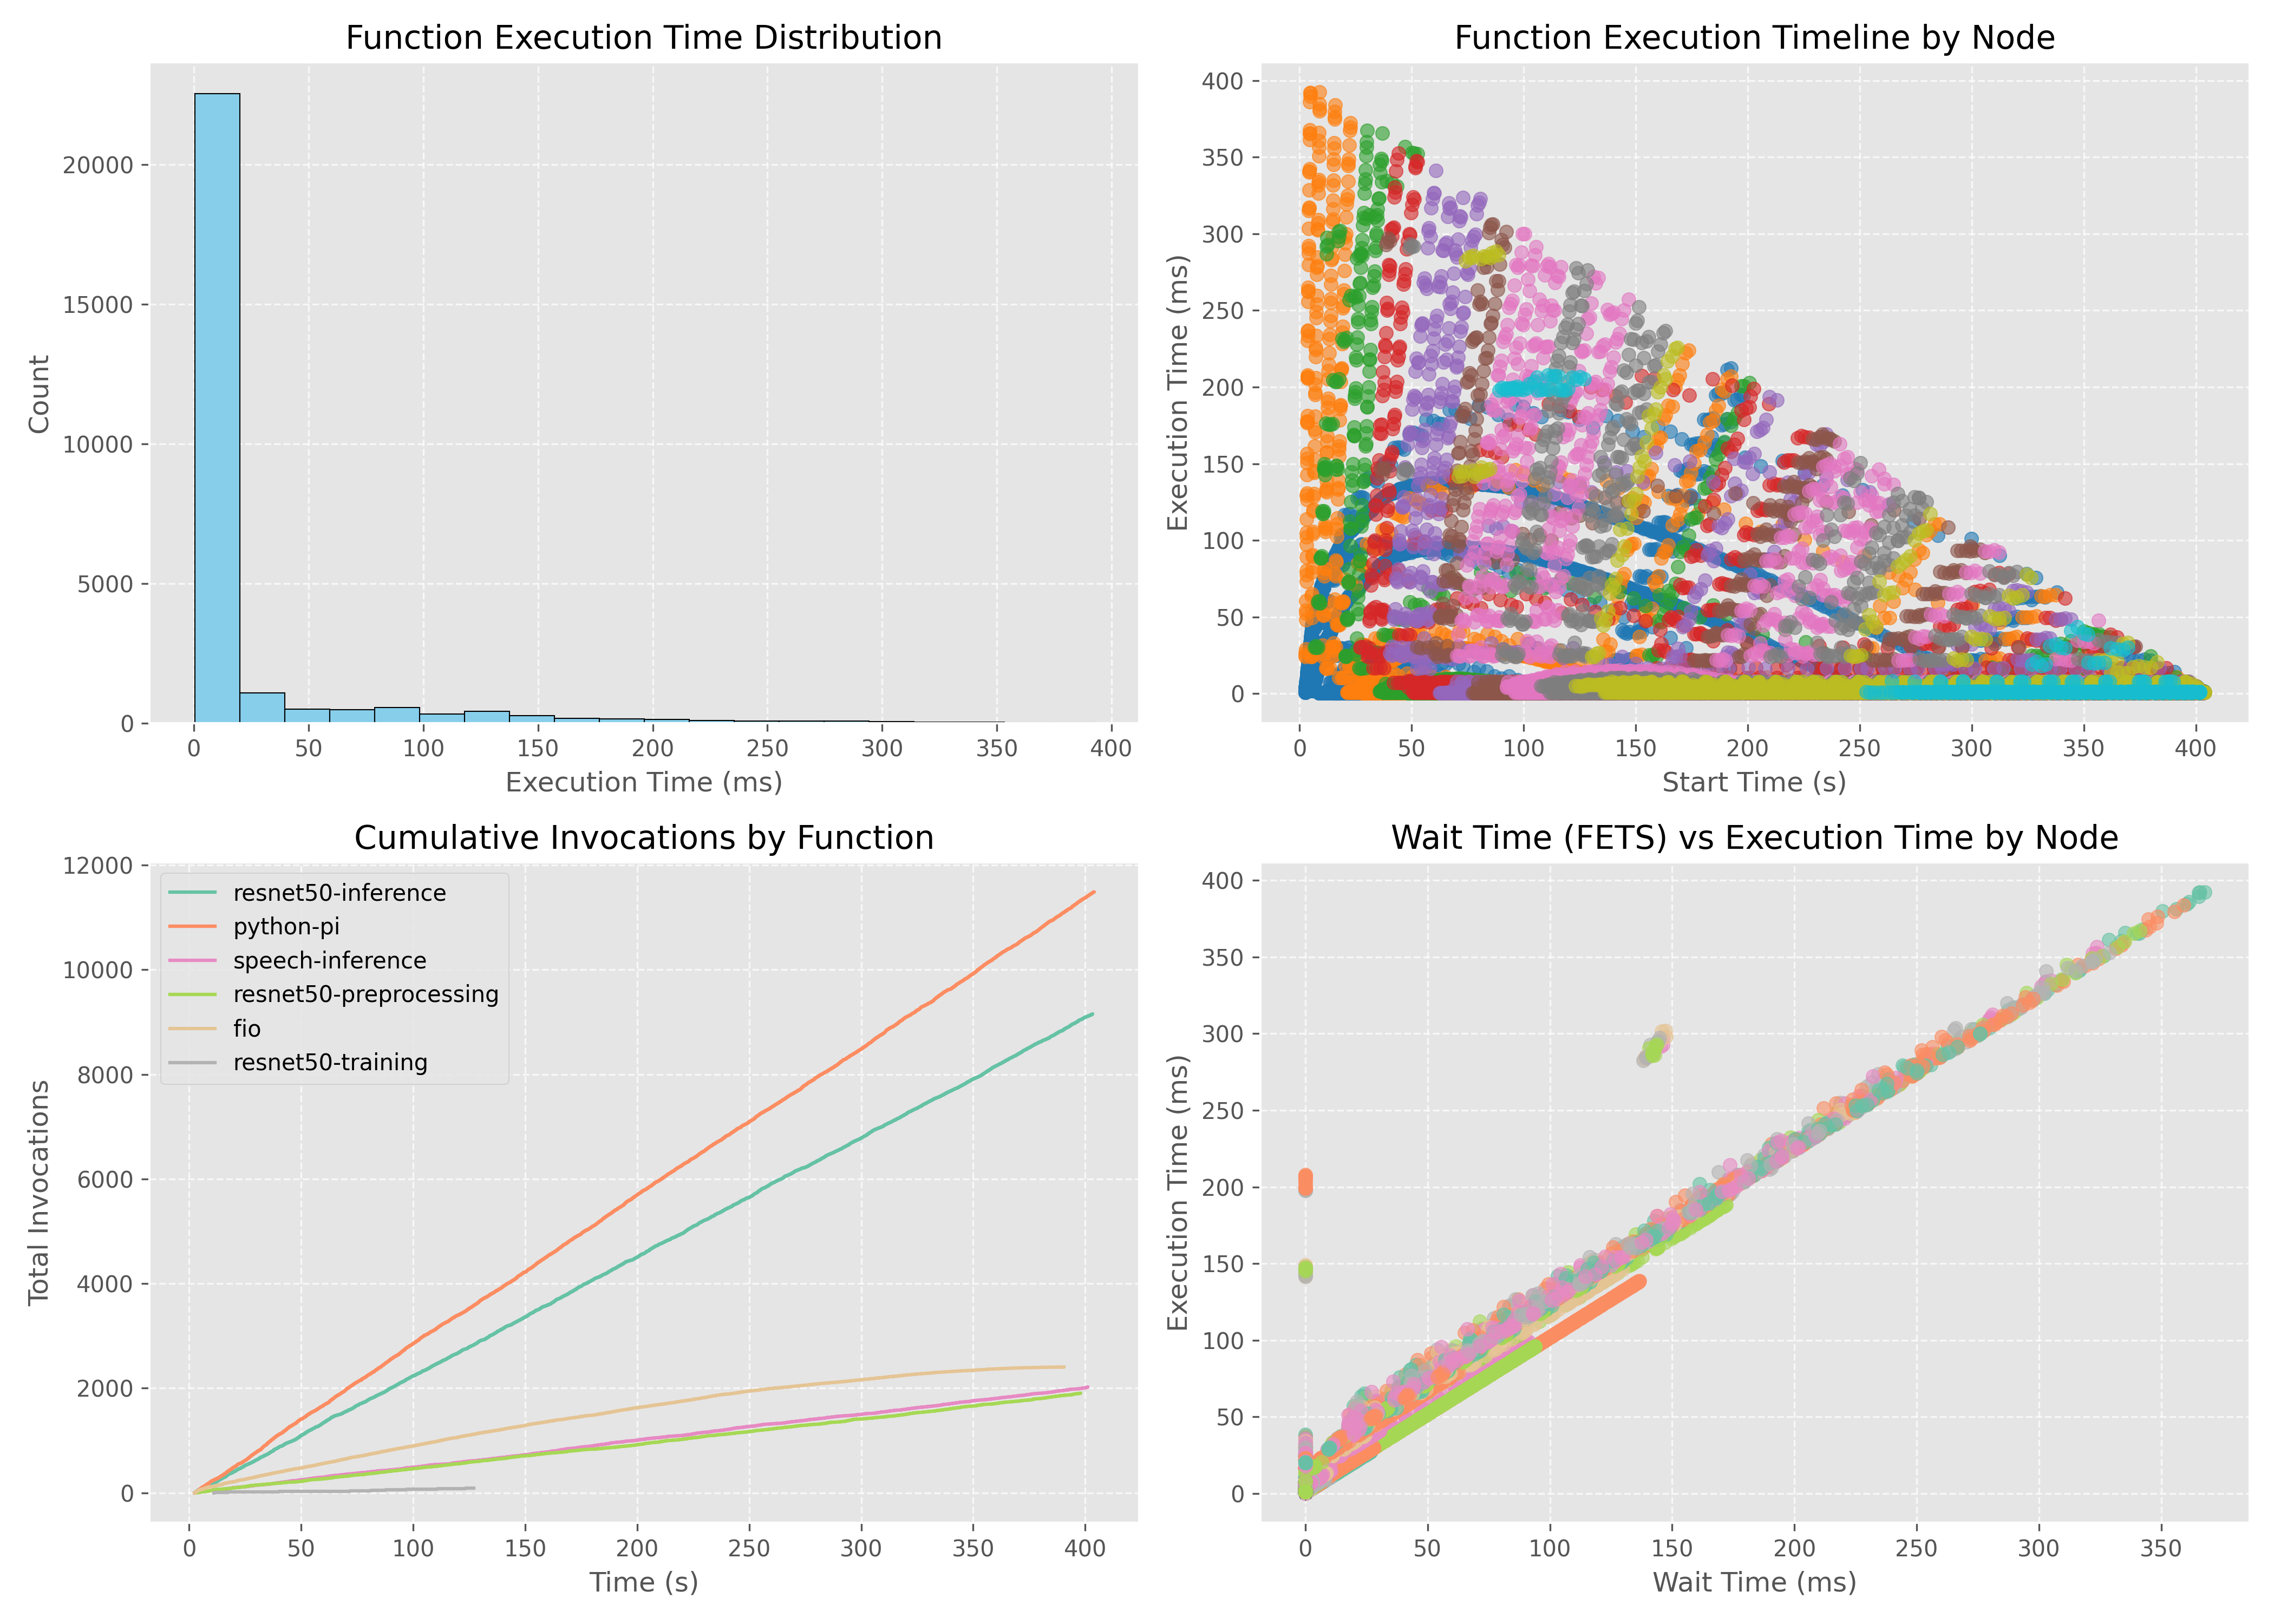 Function Execution Time Distribution
Count
20000
15000
10000
5000
0
0 50 100 150 200 250 300 350 400
Execution Time (ms)
Function Execution Timeline by Node
Execution Time (ms)
400
350
300
250
200
150
100
50
0
0 50 100 150 200 250 300 350 400
Start Time (s)
Cumulative Invocations by Function
Total Invocations
12000
10000
8000
6000
4000
2000
0
resnet50-inference
python-pi
speech-inference
resnet50-preprocessing
fio
resnet50-training
0 50 100 150 200 250 300 350 400
Time (s)
Wait Time (FETS) vs Execution Time by Node
Execution Time (ms)
400
350
300
250
200
150
100
50
0
0 50 100 150 200 250 300 350
Wait Time (ms)